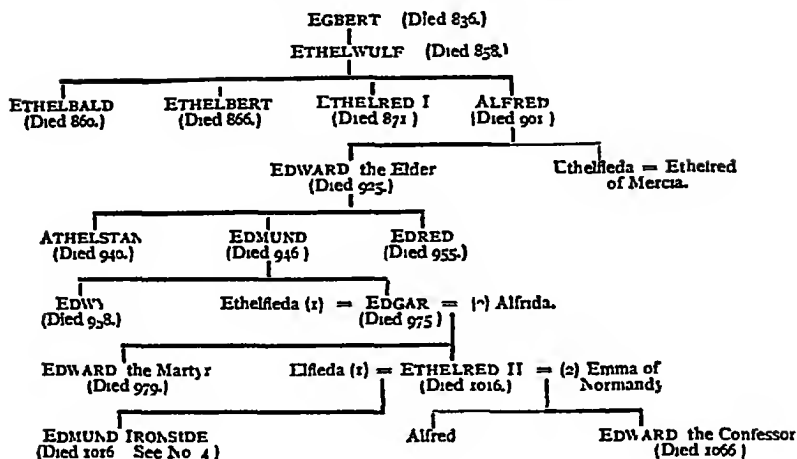 EGBERT (Died 836.)
ETHELWULF (Died 858.)
ETHELBALD ETHELBERT ETHELRED I ALFRED
(Died 860.) (Died 866.) (Died 871) (Died 901)
EDWARD the Elder Ethelfleda = Ethelred
(Died 925.) of Mercia.
ATHELSTAN EDMUND EDRED
(Died 940.) (Died 946) (Died 955.)
EDWY Ethelfleda (1) = EDGAR = (2) Alfrida.
(Died 958.) (Died 975)
EDWARD the Martyr Elfleda (1) = ETHELRED II = (2) Emma of
(Died 979.) (Died 1016.) Normandy
EDMUND IRONSIDE Alfred EDWARD the Confessor
(Died 1016 See No 4) (Died 1066)